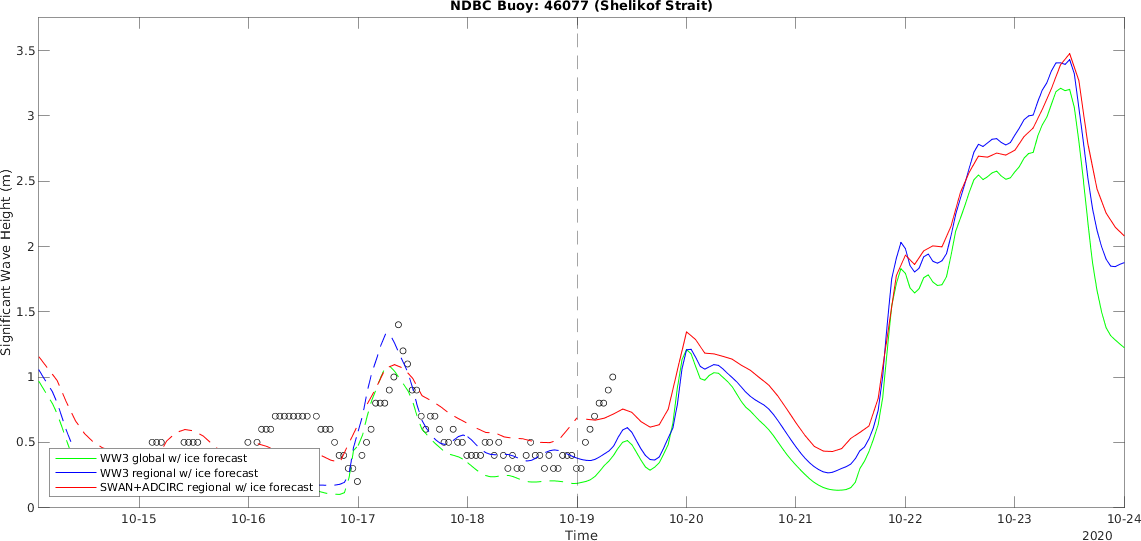 NDBC Buoy: 46077 (Shelikof Strait)
Significant Wave Height (m)
3.5
3
2.5
2
1.5
1
0.5
0
WW3 global w/ ice forecast
WW3 regional w/ ice forecast
SWAN+ADCIRC regional w/ ice forecast
10-15 10-16 10-17 10-18 10-19 10-20 10-21 10-22 10-23 10-24
Time
2020